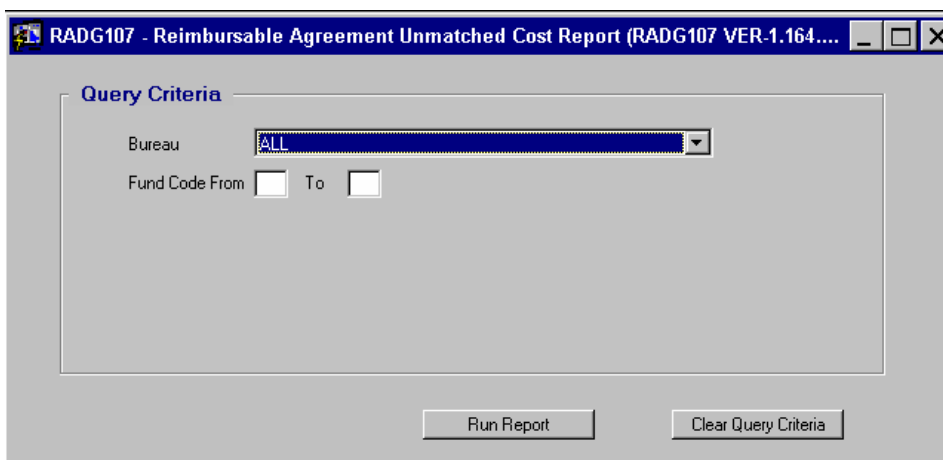 RADG107 - Reimbursable Agreement Unmatched Cost Report (RADG107 VER-1.164....
Query Criteria
Bureau ALL
Fund Code From To
Run Report Clear Query Criteria